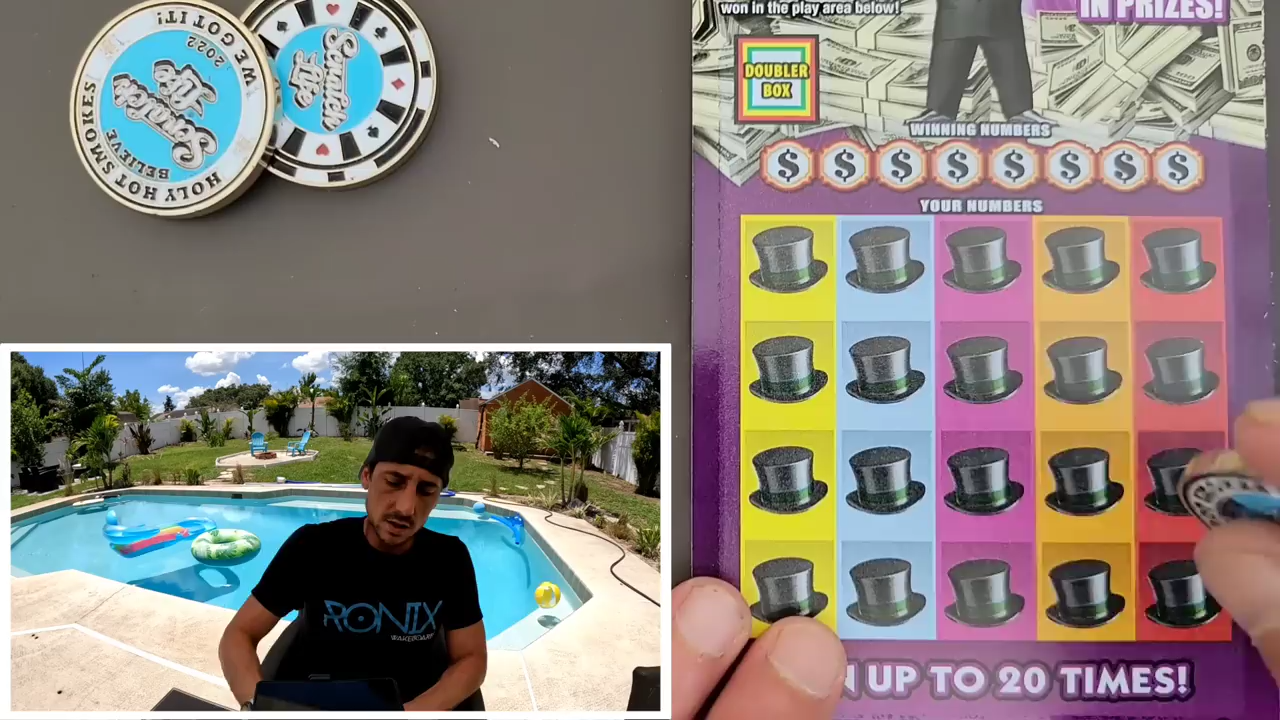 WE GOT IT!
2022
Scratch
Life
BELIEVE
HOLY HOT SMOKES
Scratch
Life
won in the play area below!
IN PRIZES!
DOUBLER
BOX
WINNING NUMBERS
$ $ $ $ $ $ $ $
YOUR NUMBERS
UP TO 20 TIMES!
RONIX
WAKEBOARDS